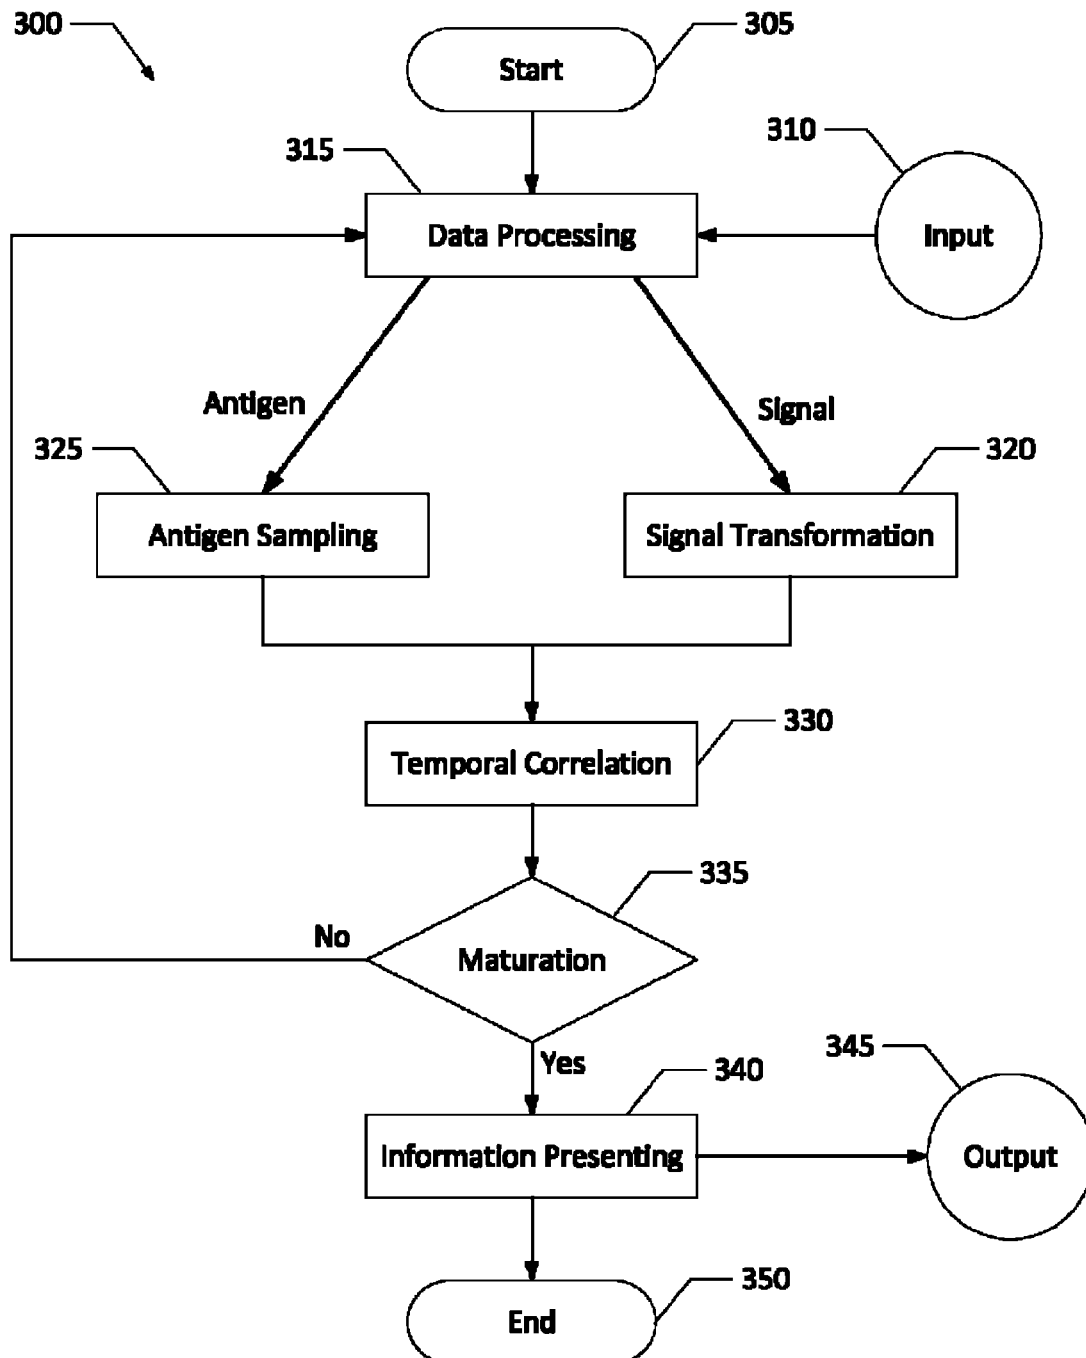 300
305
Start
310
315
Data Processing
Input
Antigen
Signal
325
320
Antigen Sampling
Signal Transformation
330
Temporal Correlation
335
No
Maturation
345
Yes
340
Information Presenting
Output
350
End